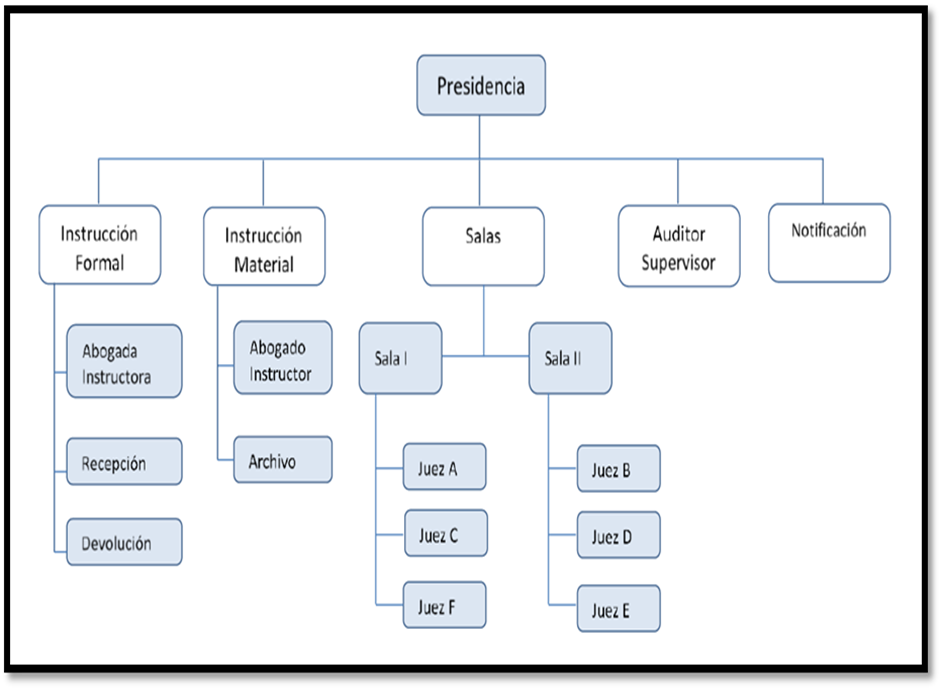 Presidencia
Instrucción
Formal
Instrucción
Material
Salas
Auditor
Supervisor
Notificación
Abogada
Instructora
Abogado
Instructor
Sala I
Sala II
Recepción
Archivo
Juez A
Juez B
Devolución
Juez C
Juez D
Juez F
Juez E